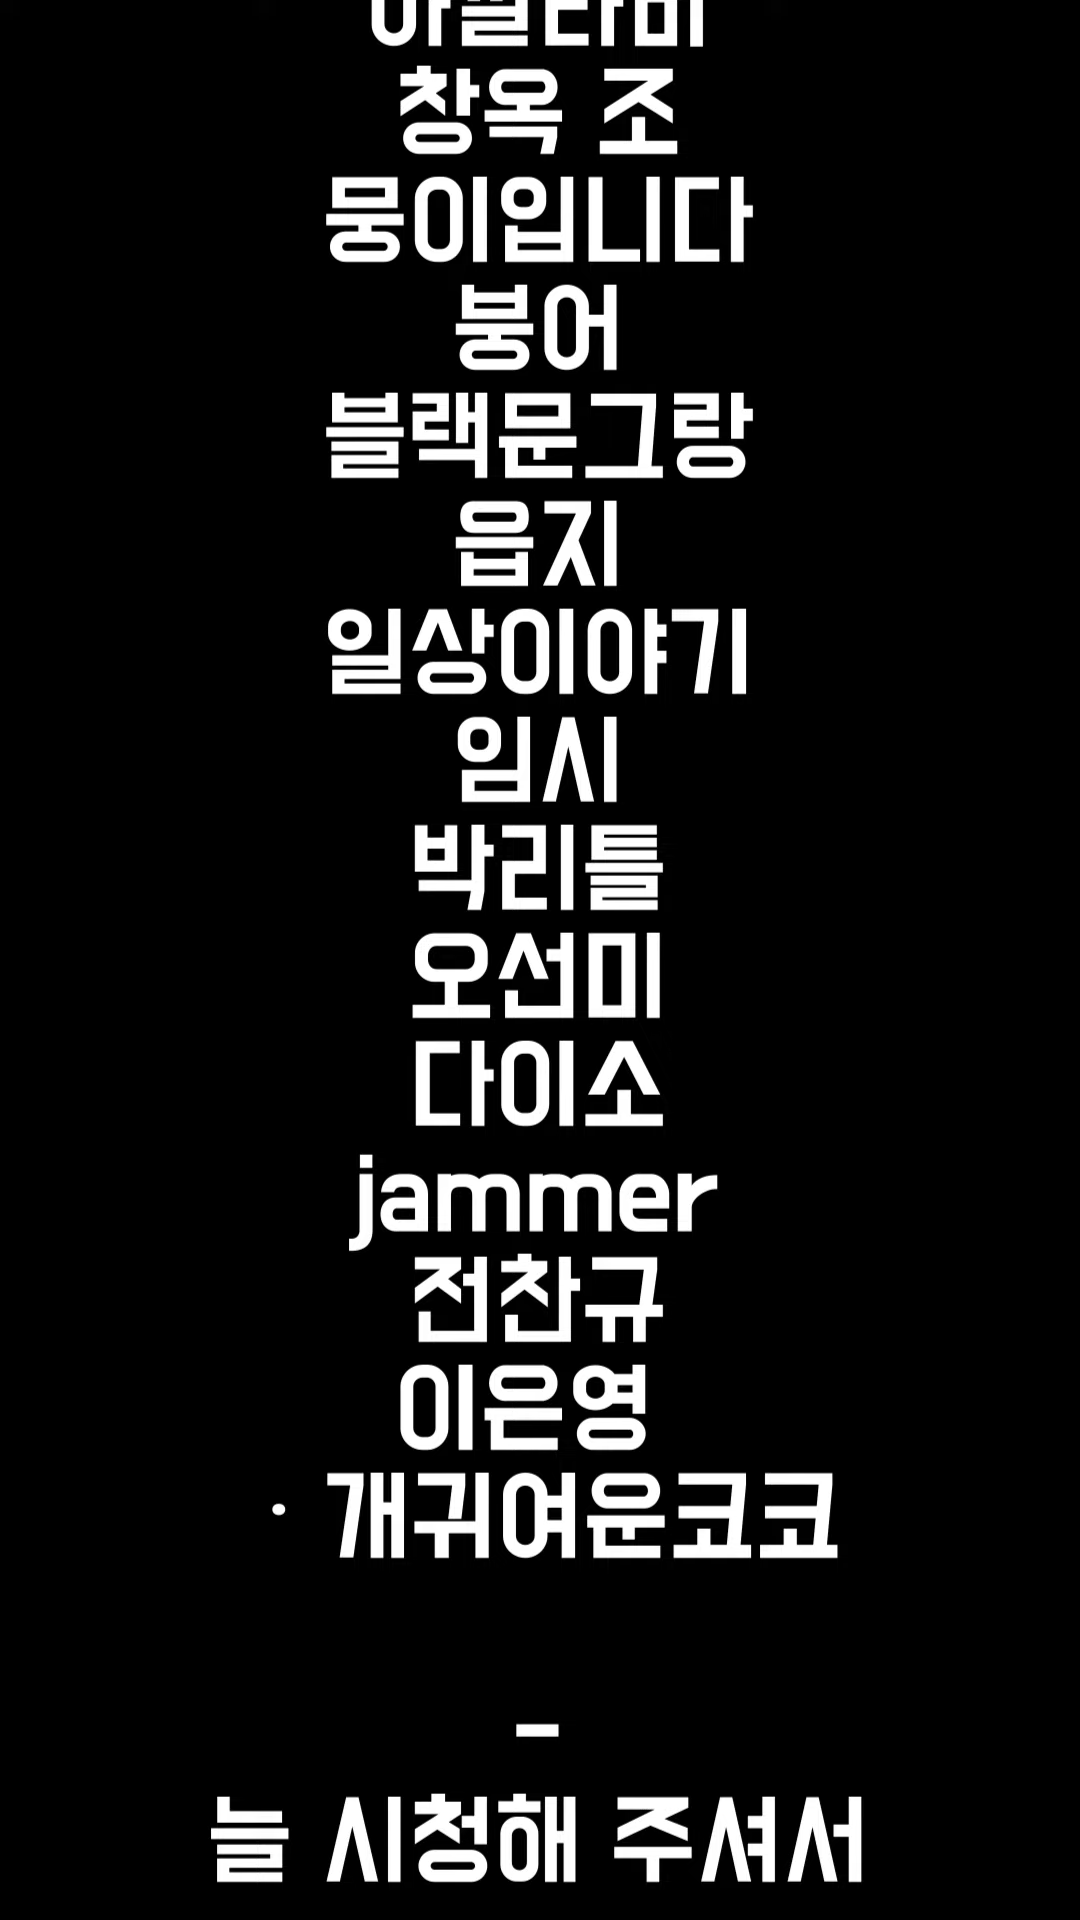 창옥 조
뭉이입니다
붕어
블랙문그랑
읍지
일상이야기
임시
박리틀
오선미
다이소
jammer
전찬규
이은영
· 개귀여운코코
-
늘 시청해 주셔서